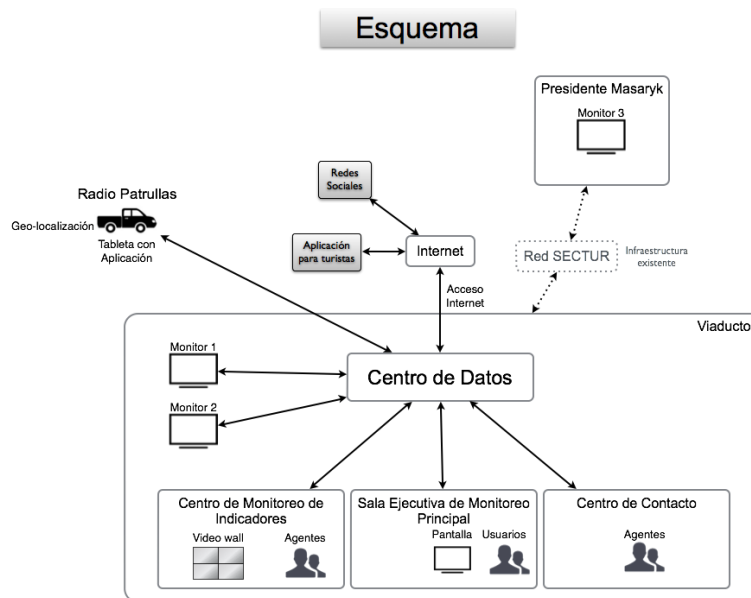 Esquema
Presidente Masaryk
Monitor 3
Redes
Sociales
Radio Patrullas
Geo-localización
Tableta con
Aplicación
Aplicación
para turistas
Internet
Red SECTUR
Infraestructura
existente
Acceso
Internet
Viaducto
Monitor 1
Centro de Datos
Monitor 2
Centro de Monitoreo de
Indicadores
Video wall
Agentes
Sala Ejecutiva de Monitoreo
Principal
Pantalla
Usuarios
Centro de Contacto
Agentes